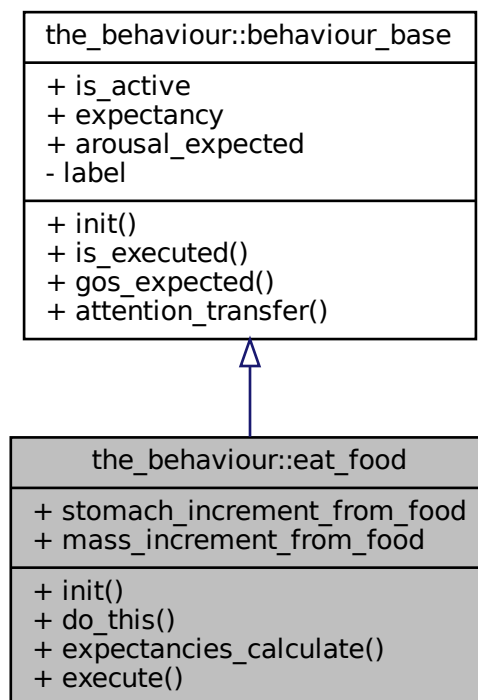 the_behaviour::behaviour_base
+ is_active
+ expectancy
+ arousal_expected
- label
+ init()
+ is_executed()
+ gos_expected()
+ attention_transfer()
the_behaviour::eat_food
+ stomach_increment_from_food
+ mass_increment_from_food
+ init()
+ do_this()
+ expectancies_calculate()
+ execute()